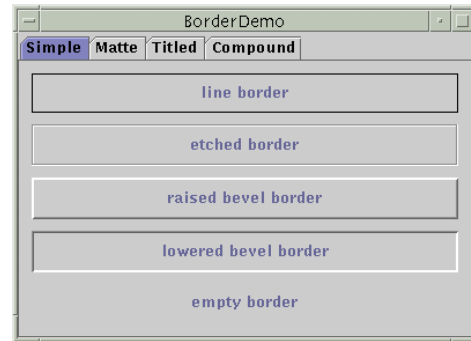 BorderDemo
Simple Matte Titled Compound
line border
etched border
raised bevel border
lowered bevel border
empty border